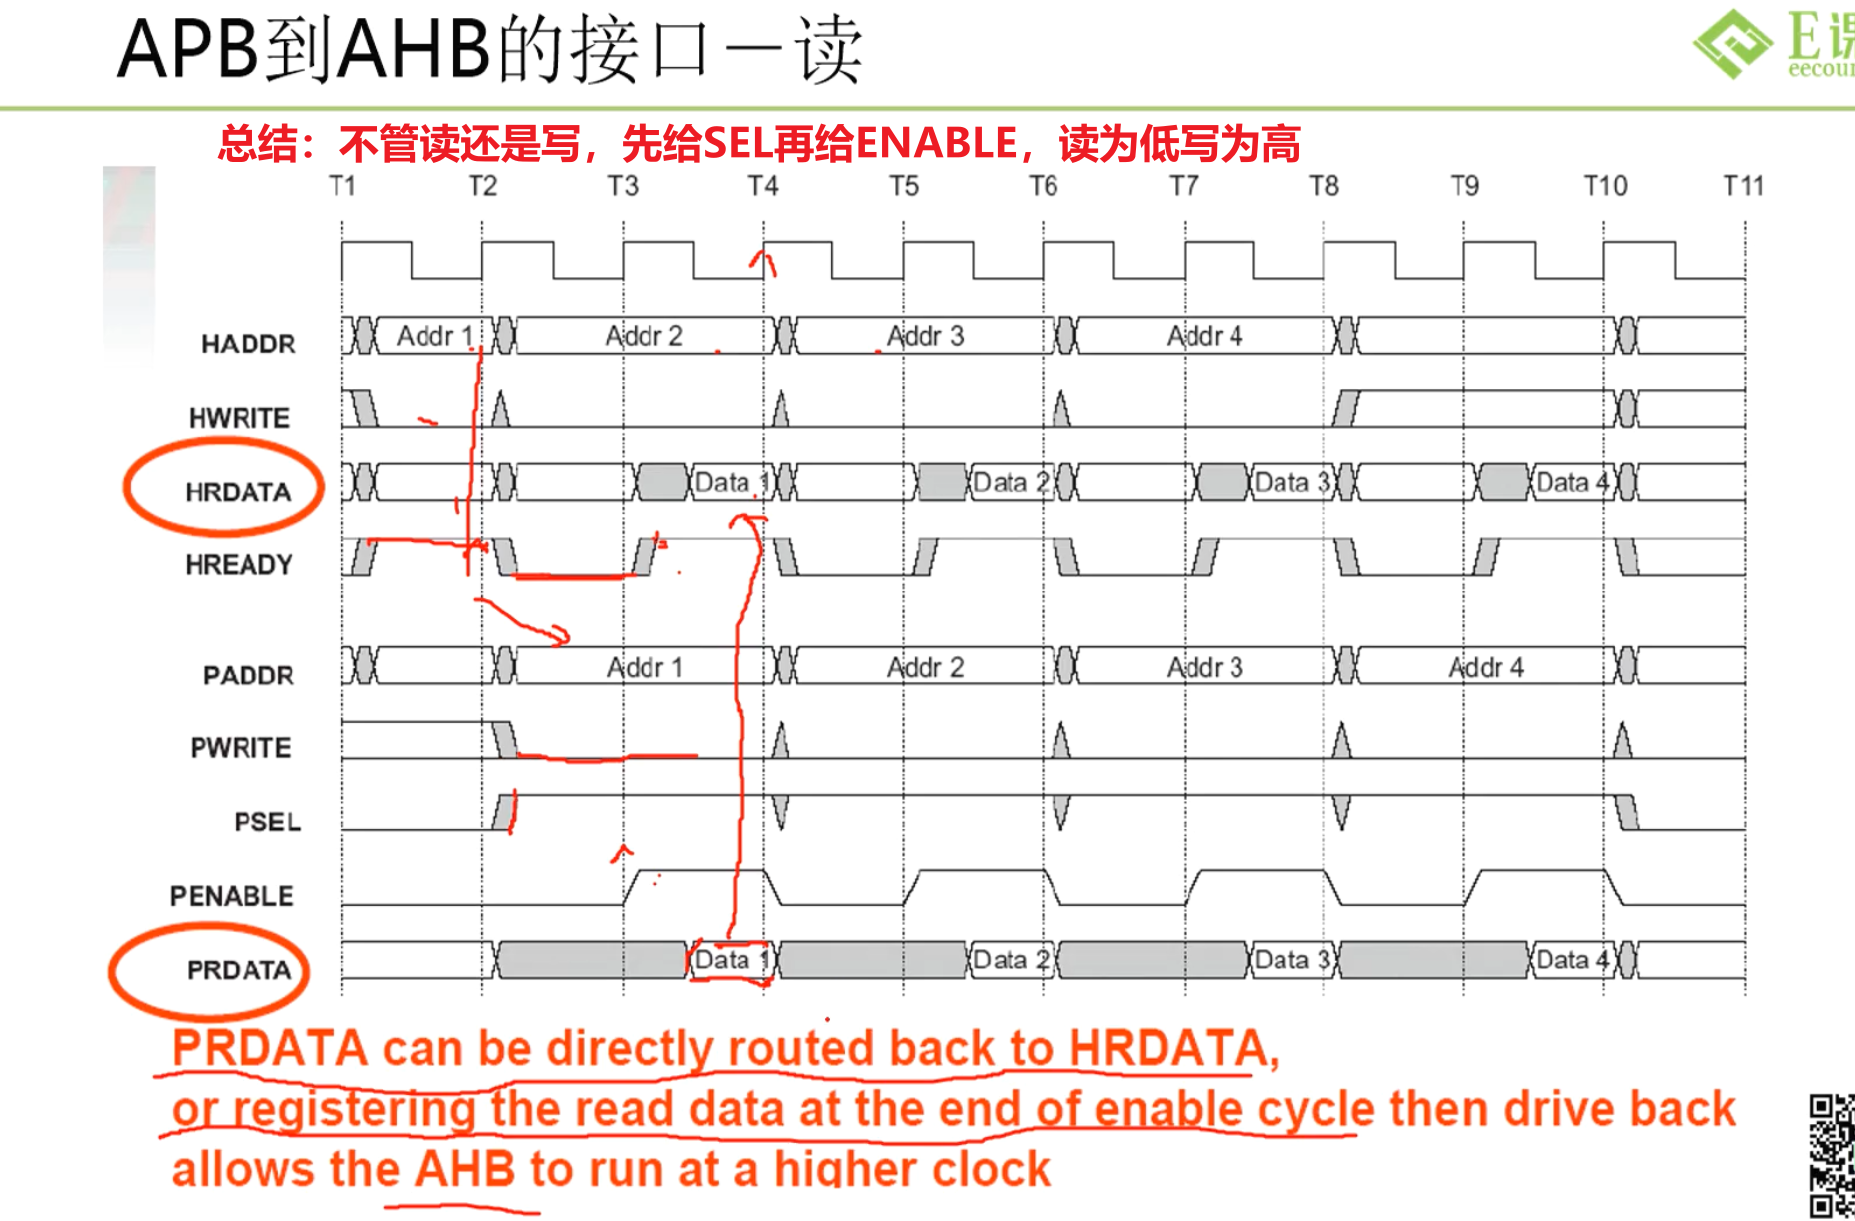 APB到AHB的接口－读
E课
eecour
总结：不管读还是写，先给SEL再给ENABLE，读为低写为高
T1 T2 T3 T4 T5 T6 T7 T8 T9 T10 T11
HADDR Addr 1 Addr 2 Addr 3 Addr 4
HWRITE
HRDATA Data 1 Data 2 Data 3 Data 4
HREADY
PADDR Addr 1 Addr 2 Addr 3 Addr 4
PWRITE
PSEL
PENABLE
PRDATA Data 1 Data 2 Data 3 Data 4
PRDATA can be directly routed back to HRDATA,
or registering the read data at the end of enable cycle then drive back
allows the AHB to run at a higher clock